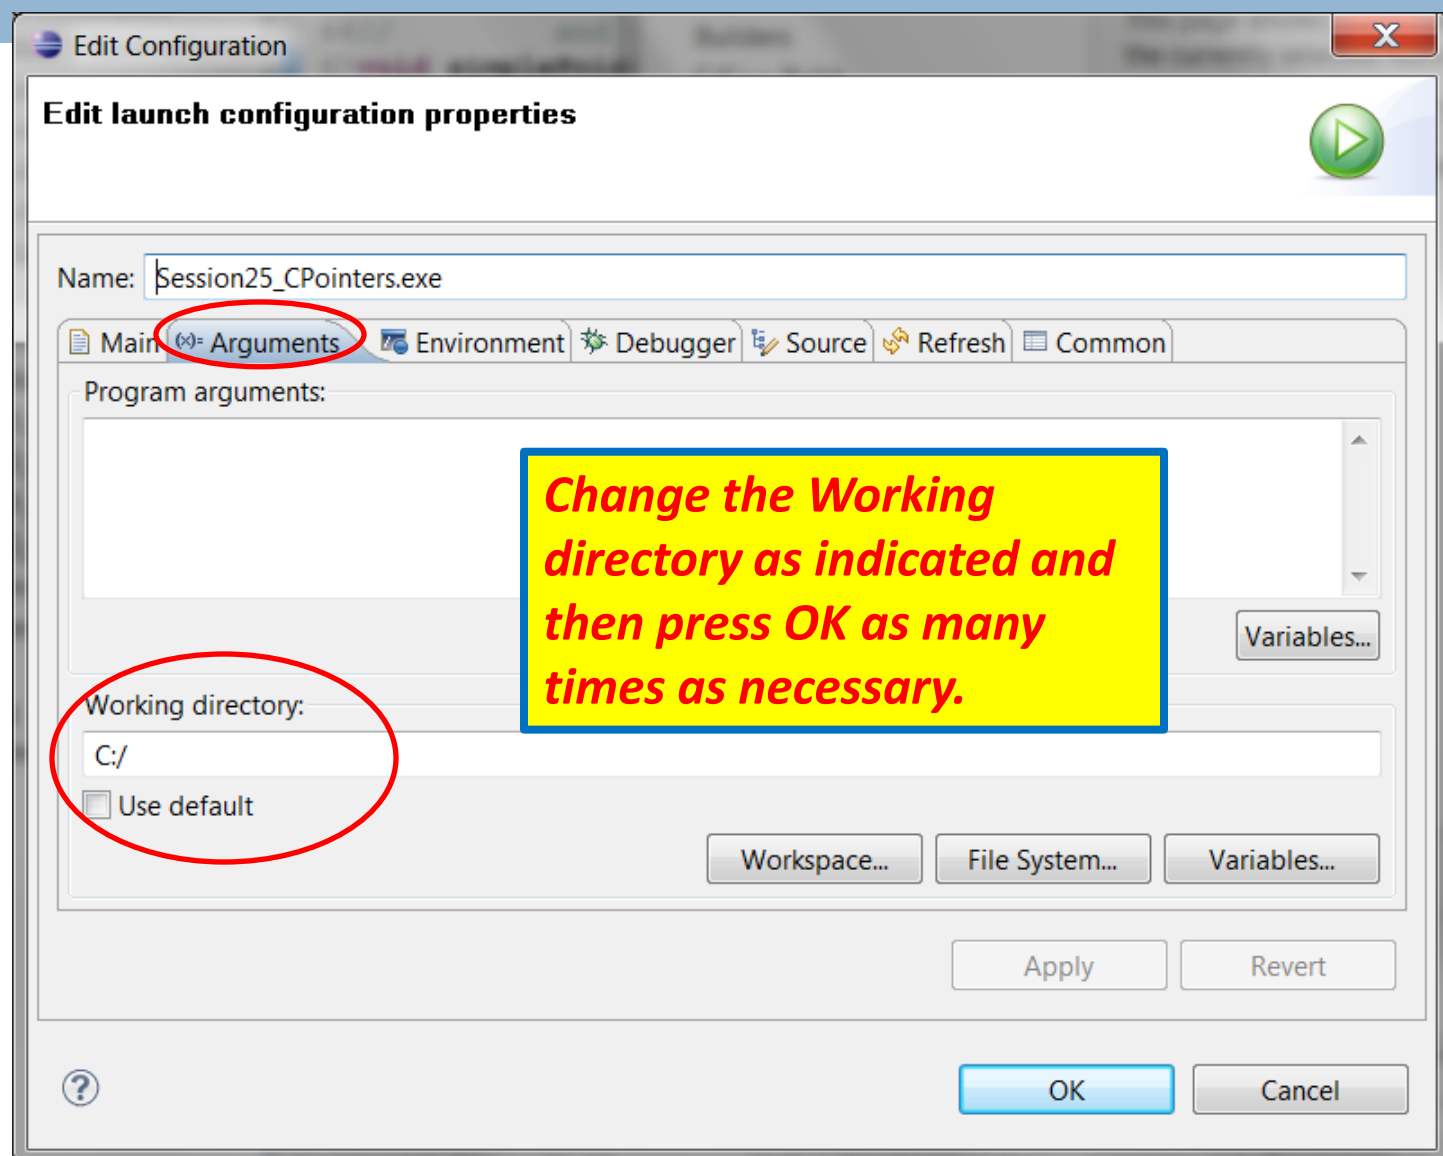 Edit Configuration
Edit launch configuration properties
Name: Session25_CPointers.exe
Main (x)= Arguments Environment Debugger Source Refresh Common
Program arguments:
Change the Working
directory as indicated and
then press OK as many
times as necessary.
Variables...
Working directory:
C:/
Use default
Workspace... File System... Variables...
Apply Revert
? OK Cancel